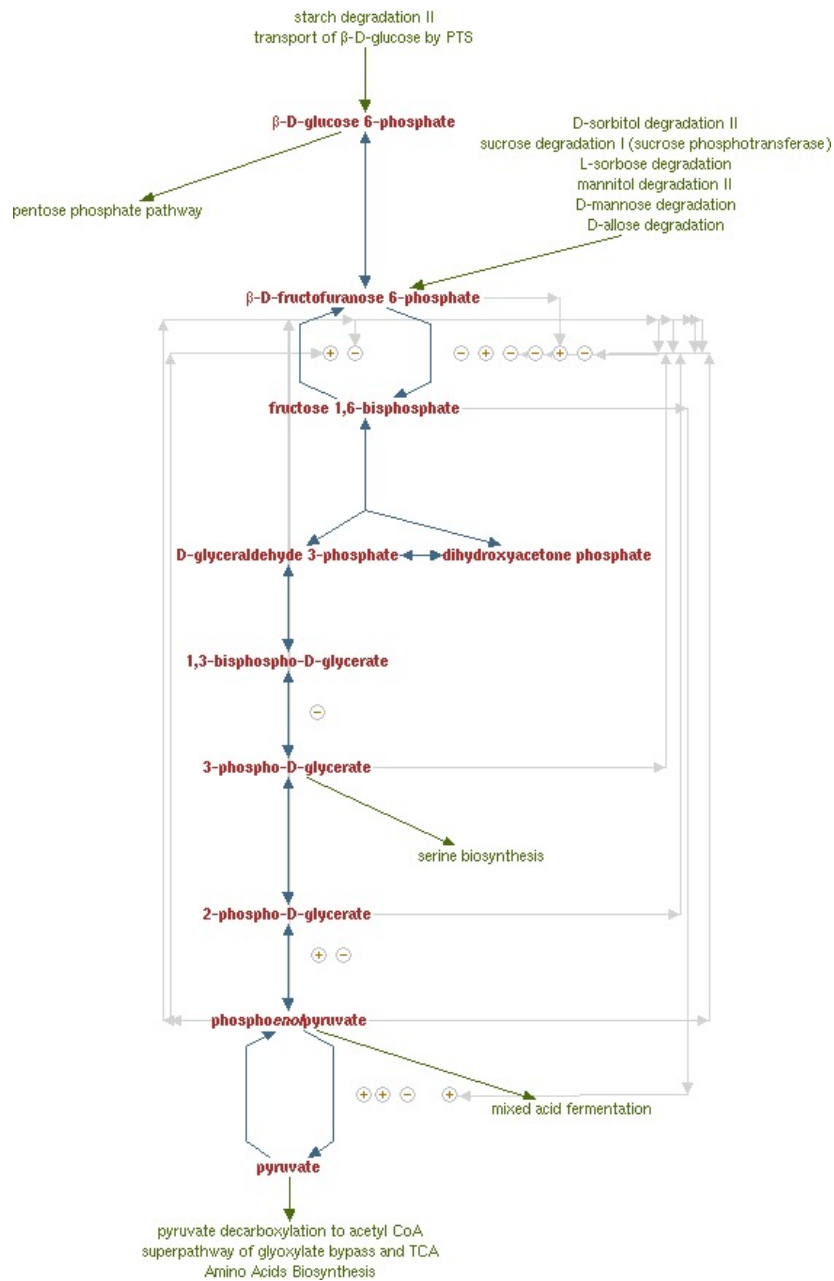 starch degradation II
transport of β-D-glucose by PTS
β-D-glucose 6-phosphate
D-sorbitol degradation II
sucrose degradation I (sucrose phosphotransferase)
L-sorbose degradation
mannitol degradation II
D-mannose degradation
D-allose degradation
pentose phosphate pathway
β-D-fructofuranose 6-phosphate
+ − − + − − + −
fructose 1,6-bisphosphate
D-glyceraldehyde 3-phosphate dihydroxyacetone phosphate
1,3-bisphospho-D-glycerate
−
3-phospho-D-glycerate
serine biosynthesis
2-phospho-D-glycerate
+ −
phosphoenolpyruvate
+ + − +
mixed acid fermentation
pyruvate
pyruvate decarboxylation to acetyl CoA
superpathway of glyoxylate bypass and TCA
Amino Acids Biosynthesis